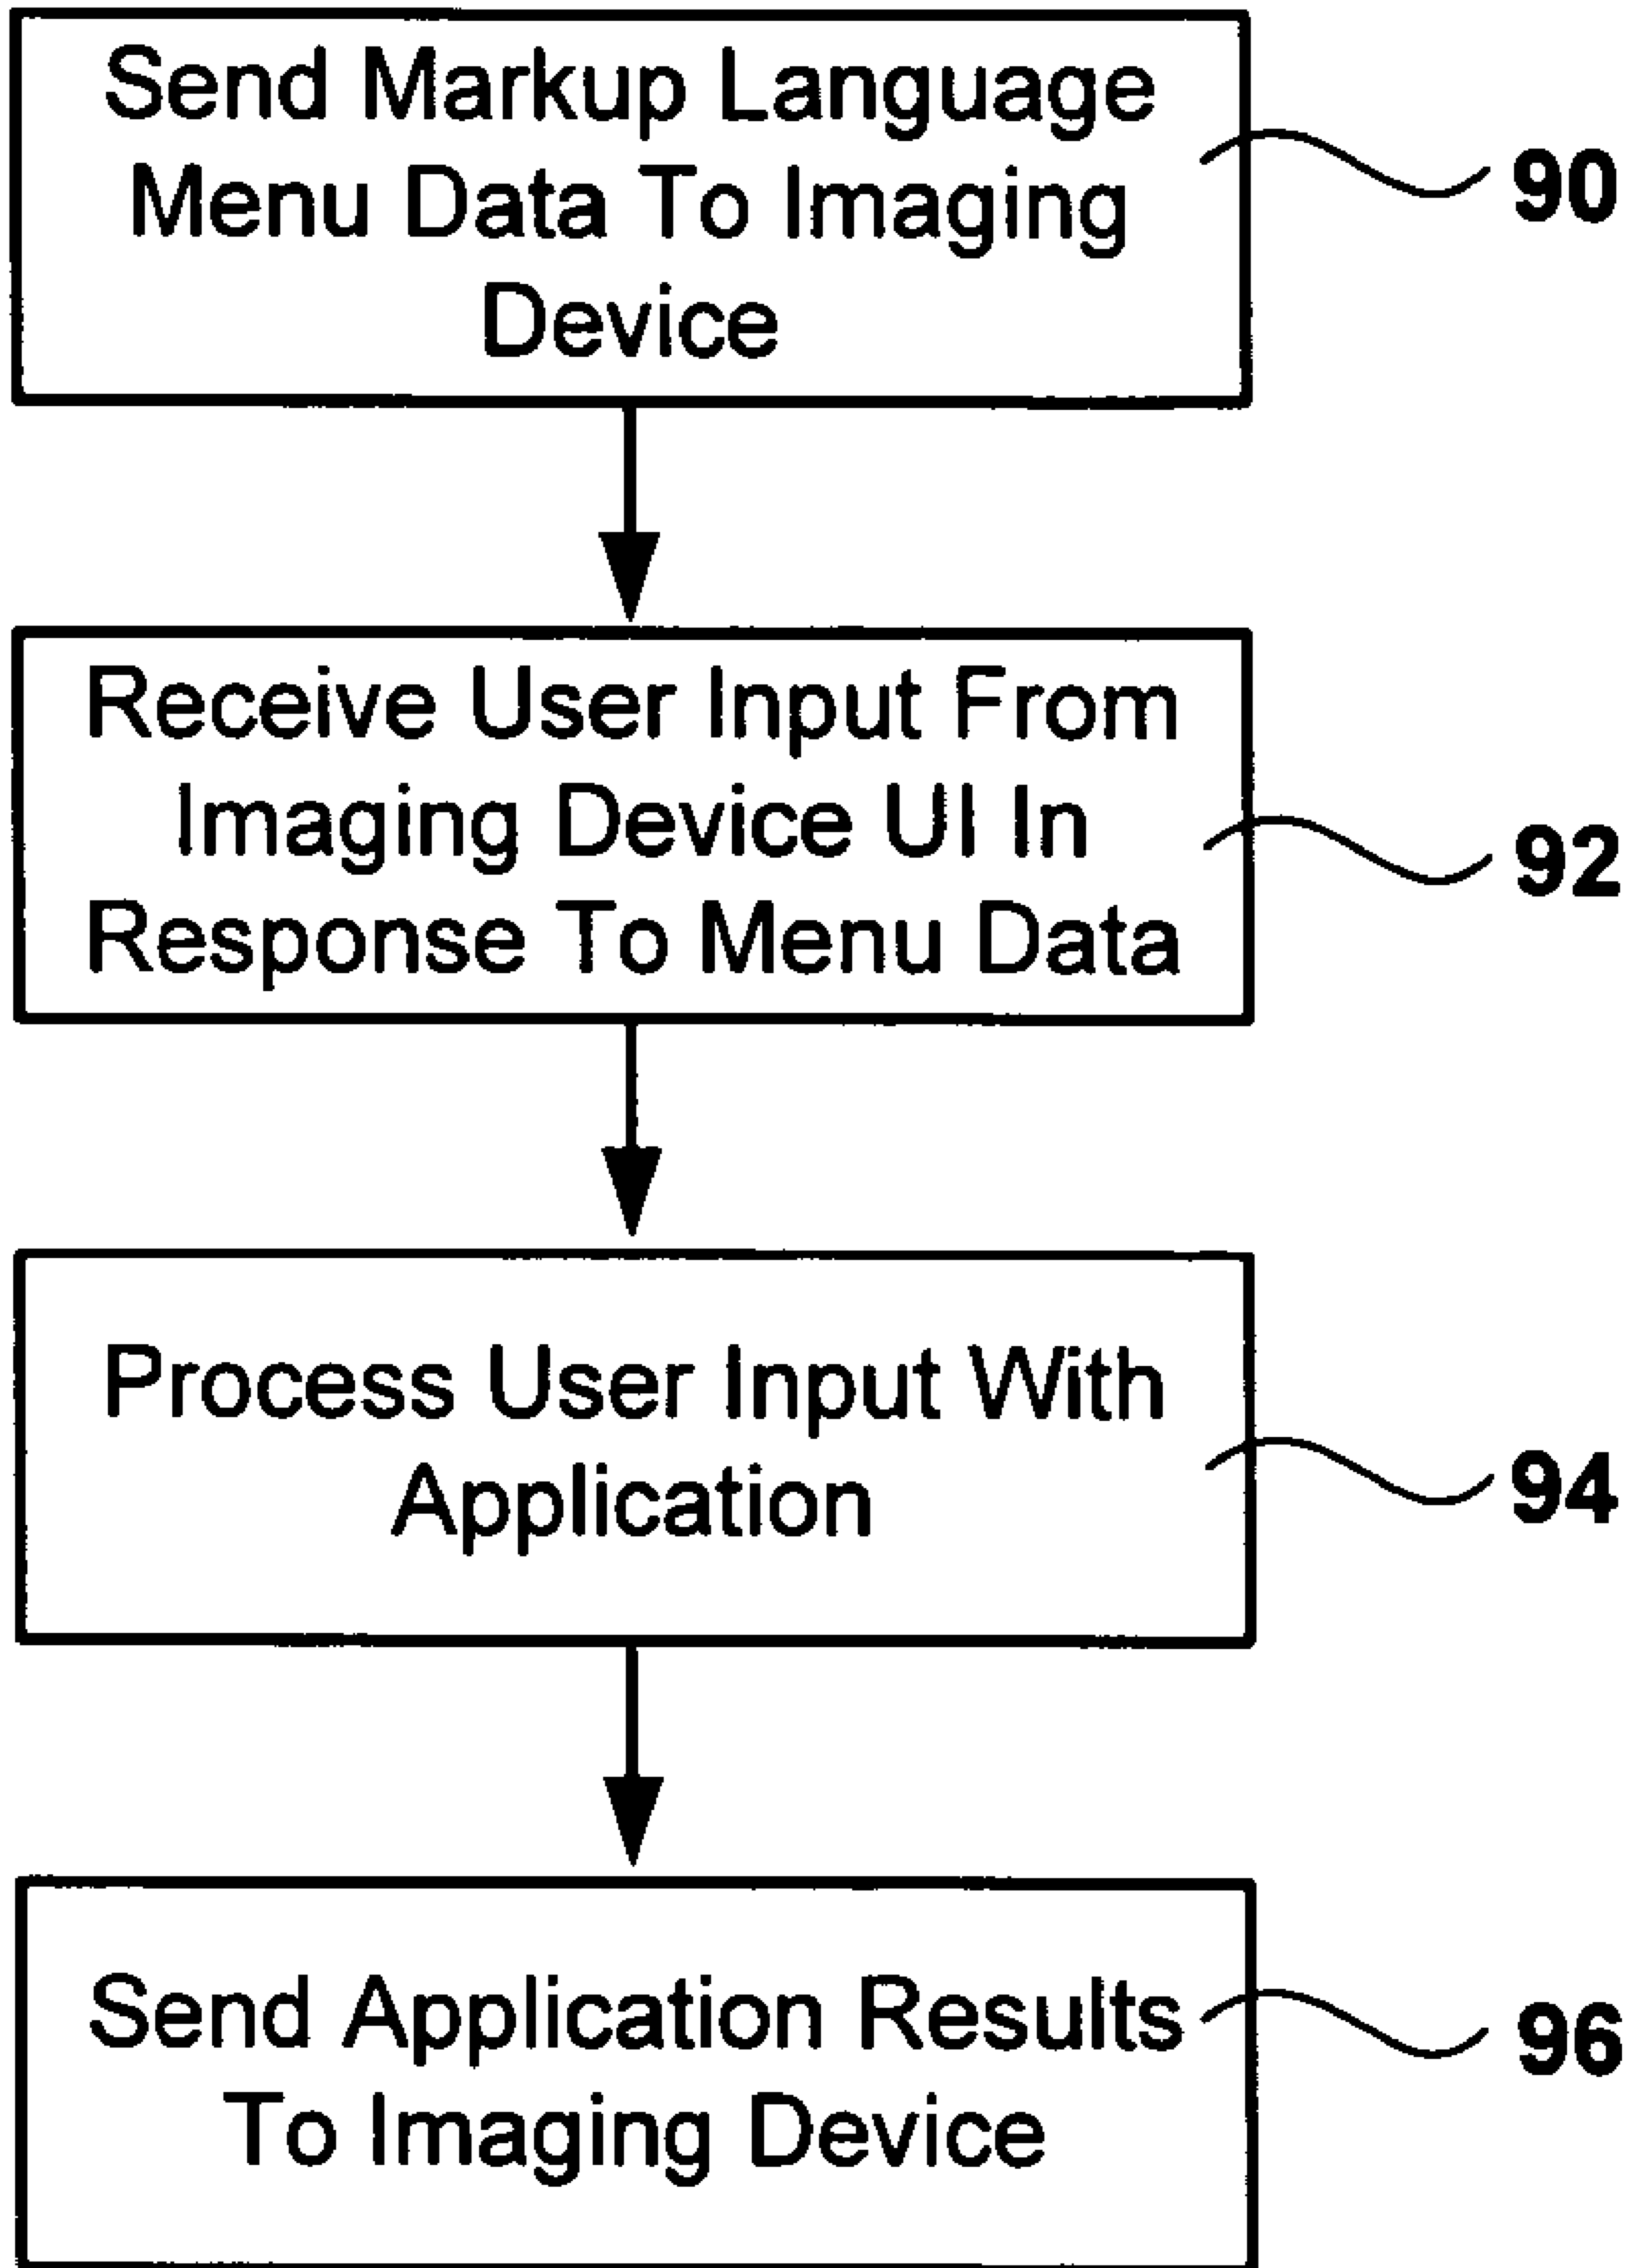 Send Markup Language
Menu Data To Imaging
Device
90
Receive User Input From
Imaging Device UI In
Response To Menu Data
92
Process User Input With
Application
94
Send Application Results
To Imaging Device
96